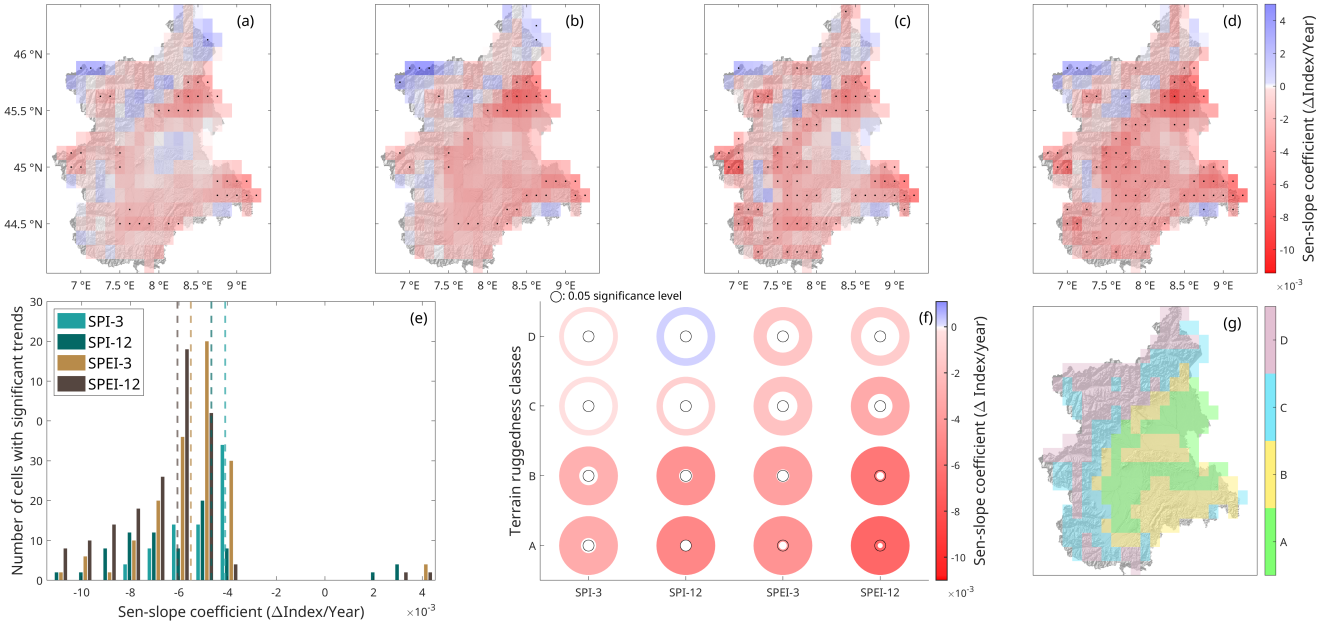 (a) (b) (c) (d)
46 °N
45.5 °N
45 °N
44.5 °N
7 °E 7.5 °E 8 °E 8.5 °E 9 °E
7 °E 7.5 °E 8 °E 8.5 °E 9 °E
7 °E 7.5 °E 8 °E 8.5 °E 9 °E
7 °E 7.5 °E 8 °E 8.5 °E 9 °E
4
2
0
-2
-4
-6
-8
-10
×10⁻³
Sen-slope coefficient (ΔIndex/Year)
(e)
Number of cells with significant trends
30
20
10
0
30
20
10
0
SPI-3
SPI-12
SPEI-3
SPEI-12
-10 -8 -6 -4 -2 0 2 4
×10⁻³
Sen-slope coefficient (ΔIndex/Year)
◯: 0.05 significance level
(f)
Terrain ruggedness classes
D
C
B
A
SPI-3 SPI-12 SPEI-3 SPEI-12
0
-2
-4
-6
-8
-10
×10⁻³
Sen-slope coefficient (Δ Index/year)
(g)
D
C
B
A